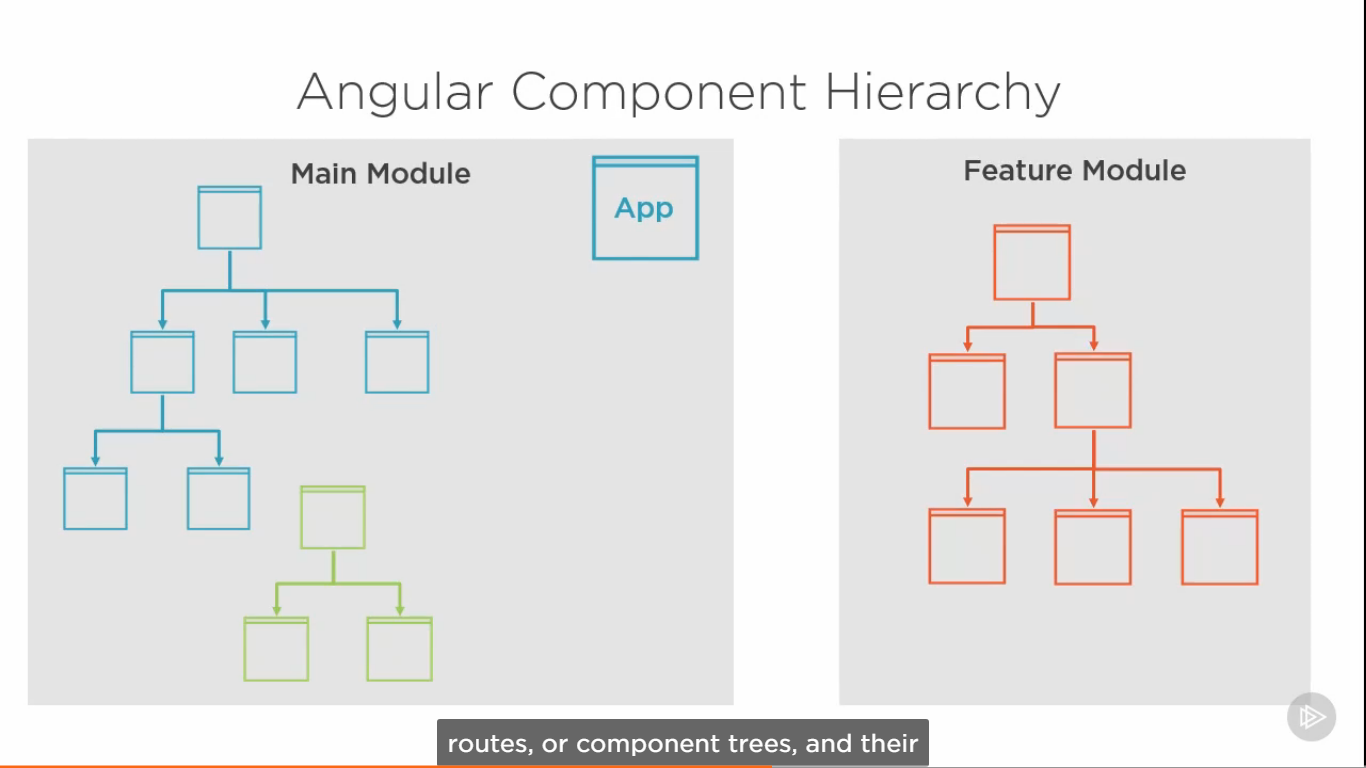 Angular Component Hierarchy
Main Module
App
Feature Module
routes, or component trees, and their